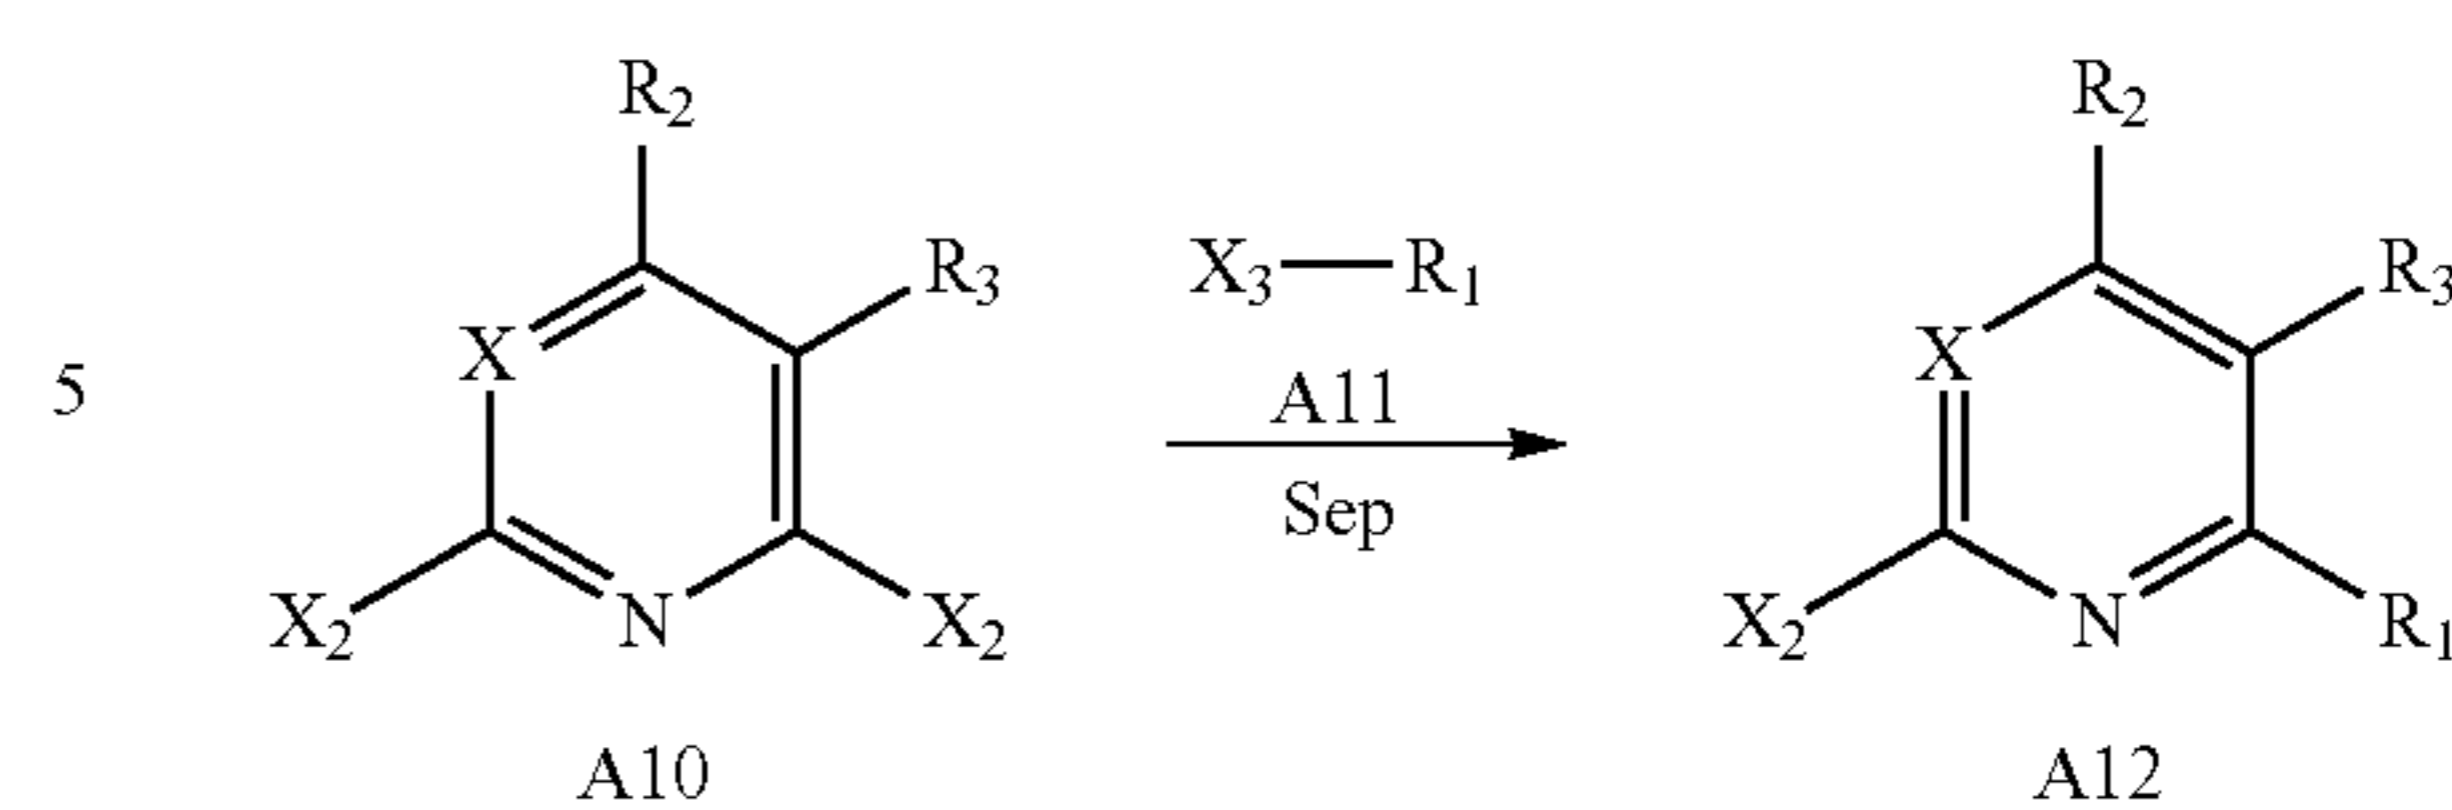 R2 R2
X3—R1 R3 R3
X X
5 A11
Sep
X2 N X2 X2 N R1
A10 A12